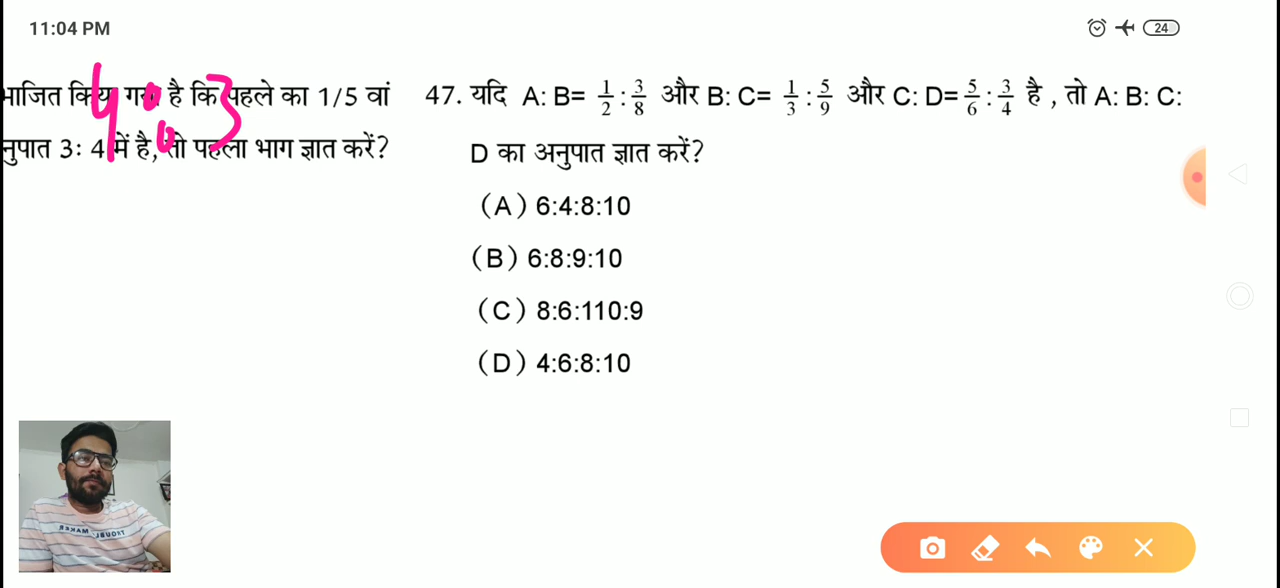 11:04 PM
24
भाजित किया गया है कि पहले का 1/5 वां
नुपात 3: 4 में है, तो पहला भाग ज्ञात करें?
4:3
47. यदि A: B= 1/2 : 3/8 और B: C= 1/3 : 5/9 और C: D= 5/6 : 3/4 है , तो A: B: C:
D का अनुपात ज्ञात करें?
(A) 6:4:8:10
(B) 6:8:9:10
(C) 8:6:110:9
(D) 4:6:8:10